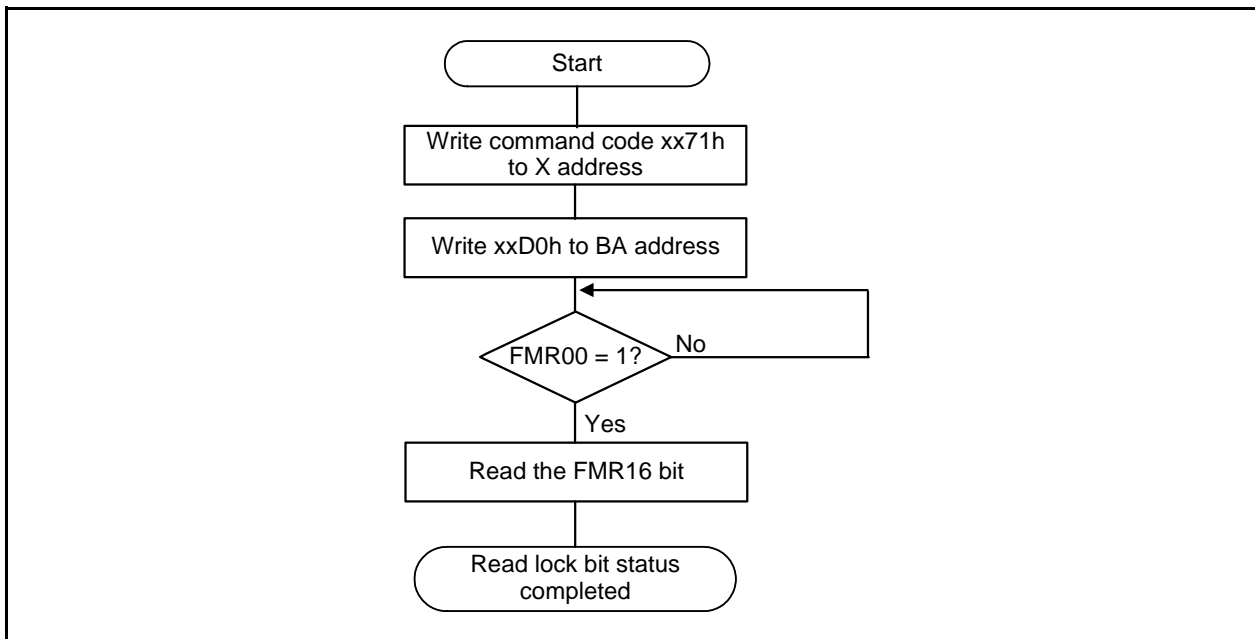 Start
Write command code xx71h
to X address
Write xxD0h to BA address
FMR00 = 1?
No
Yes
Read the FMR16 bit
Read lock bit status
completed